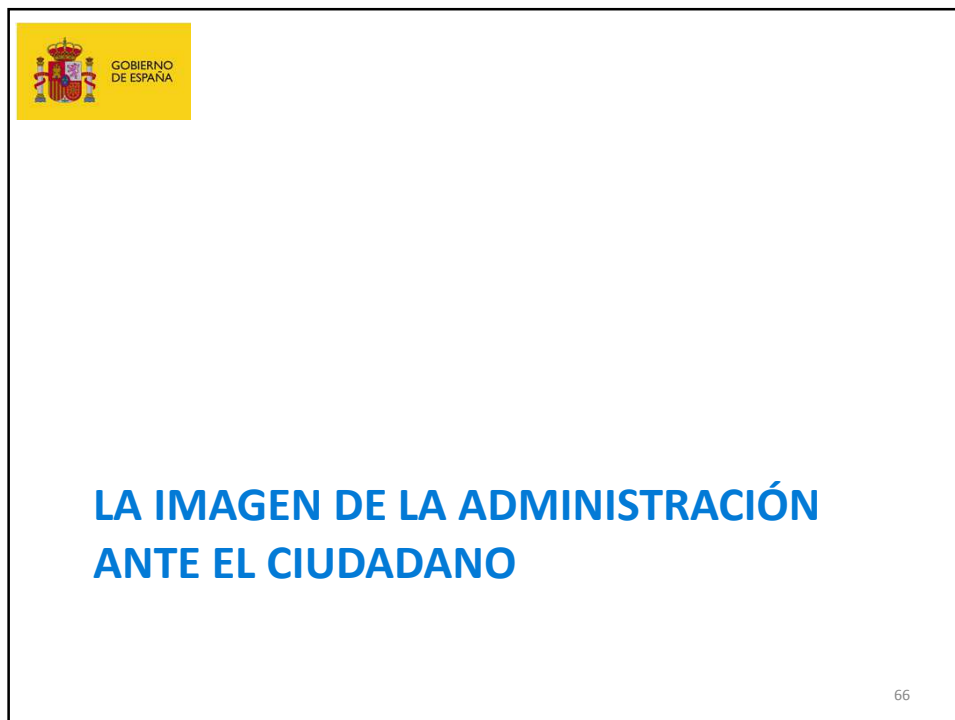 GOBIERNO
DE ESPAÑA
LA IMAGEN DE LA ADMINISTRACIÓN
ANTE EL CIUDADANO
66